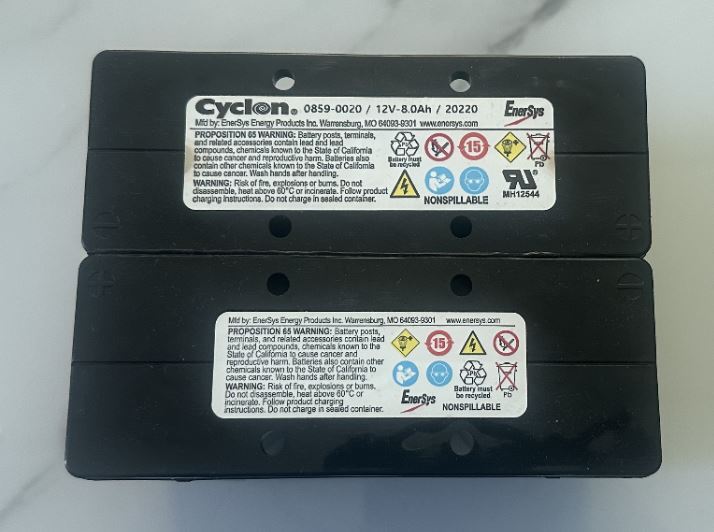 Cyclon® 0859-0020 / 12V-8.0Ah / 20220 EnerSys
Mfd by: EnerSys Energy Products Inc. Warrensburg, MO 64093-9301 www.enersys.com
PROPOSITION 65 WARNING: Battery posts, terminals,
and related accessories contain lead and lead
compounds, chemicals known to the State of California
to cause cancer and reproductive harm. Batteries also
contain other chemicals known to the State of California
to cause cancer. Wash hands after handling.
WARNING: Risk of fire, explosions or burns. Do not
disassemble, heat above 60°C or incinerate. Follow product
charging instructions. Do not charge in sealed container.
Pb
Battery must
be recycled
15
Pb
MH12544
NONSPILLABLE
Mfd by: EnerSys Energy Products Inc. Warrensburg, MO 64093-9301 www.enersys.com
PROPOSITION 65 WARNING: Battery posts,
terminals, and related accessories contain lead
and lead compounds, chemicals known to the
State of California to cause cancer and
reproductive harm. Batteries also contain other
chemicals known to the State of California to
cause cancer. Wash hands after handling.
WARNING: Risk of fire, explosions or burns.
Do not disassemble, heat above 60°C or
incinerate. Follow product charging
instructions. Do not charge in sealed container.
15
Pb
Battery must
be recycled
Pb
EnerSys
NONSPILLABLE